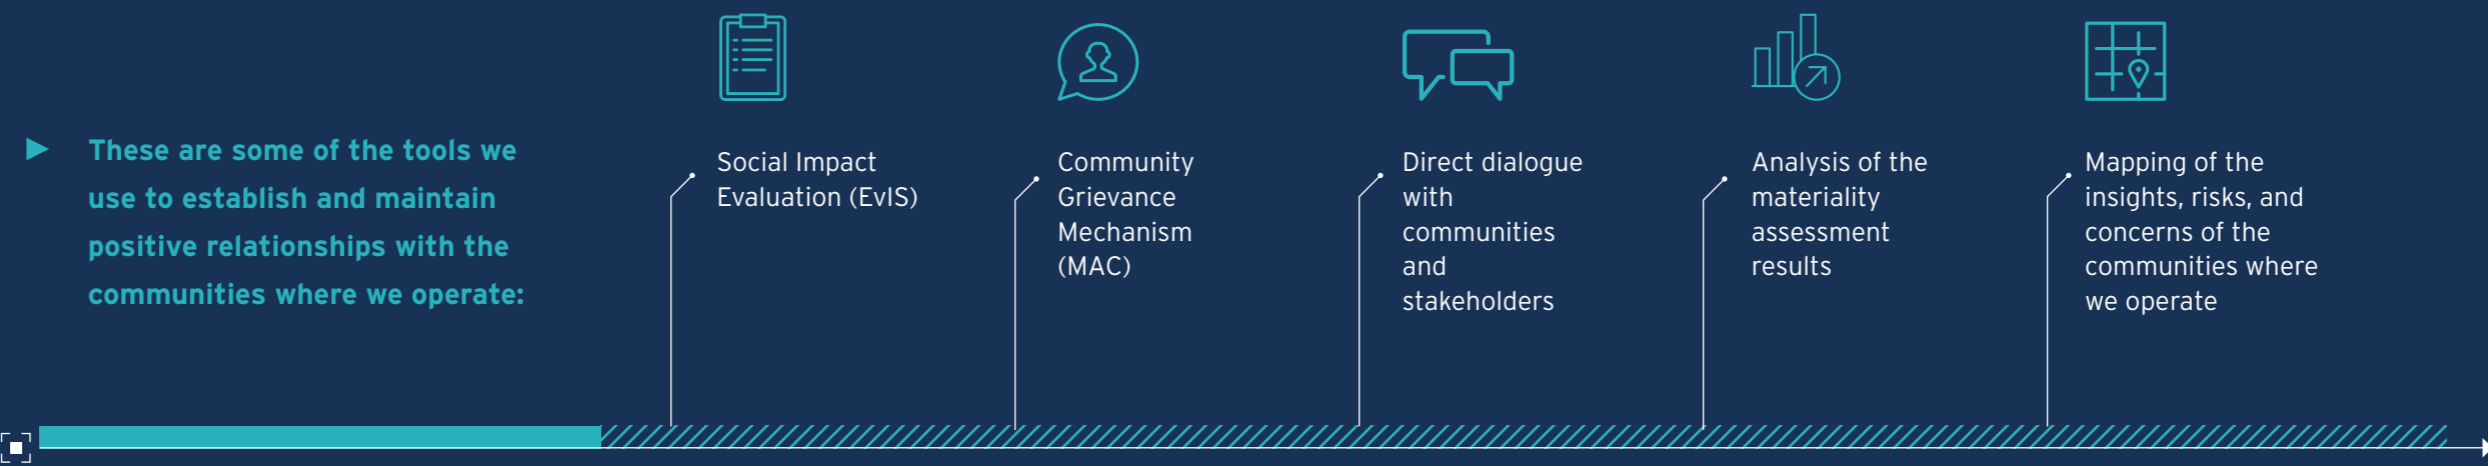 These are some of the tools we
use to establish and maintain
positive relationships with the
communities where we operate:
Social Impact
Evaluation (EvIS)
Community
Grievance
Mechanism
(MAC)
Direct dialogue
with
communities
and
stakeholders
Analysis of the
materiality
assessment
results
Mapping of the
insights, risks, and
concerns of the
communities where
we operate